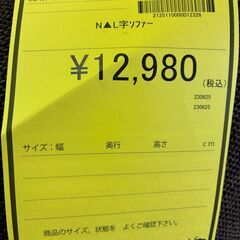 2125110000012326
N▲L字ソファー
¥12,980
(税込)
230625
230625
サイズ:幅 奥行 高さ cm
商品のサイズ、状態を よくご確認下さい。